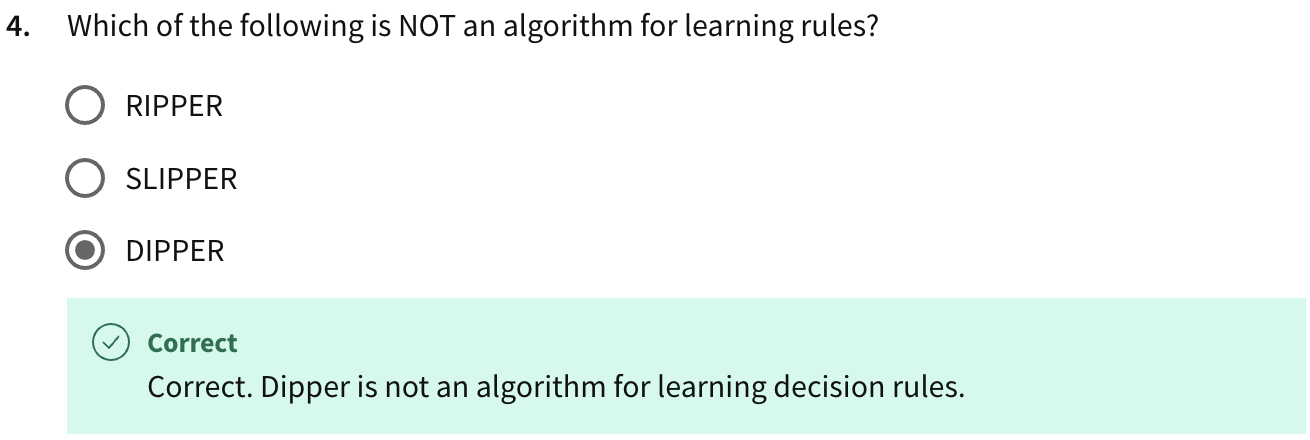 4. Which of the following is NOT an algorithm for learning rules?
RIPPER
SLIPPER
DIPPER
Correct
Correct. Dipper is not an algorithm for learning decision rules.